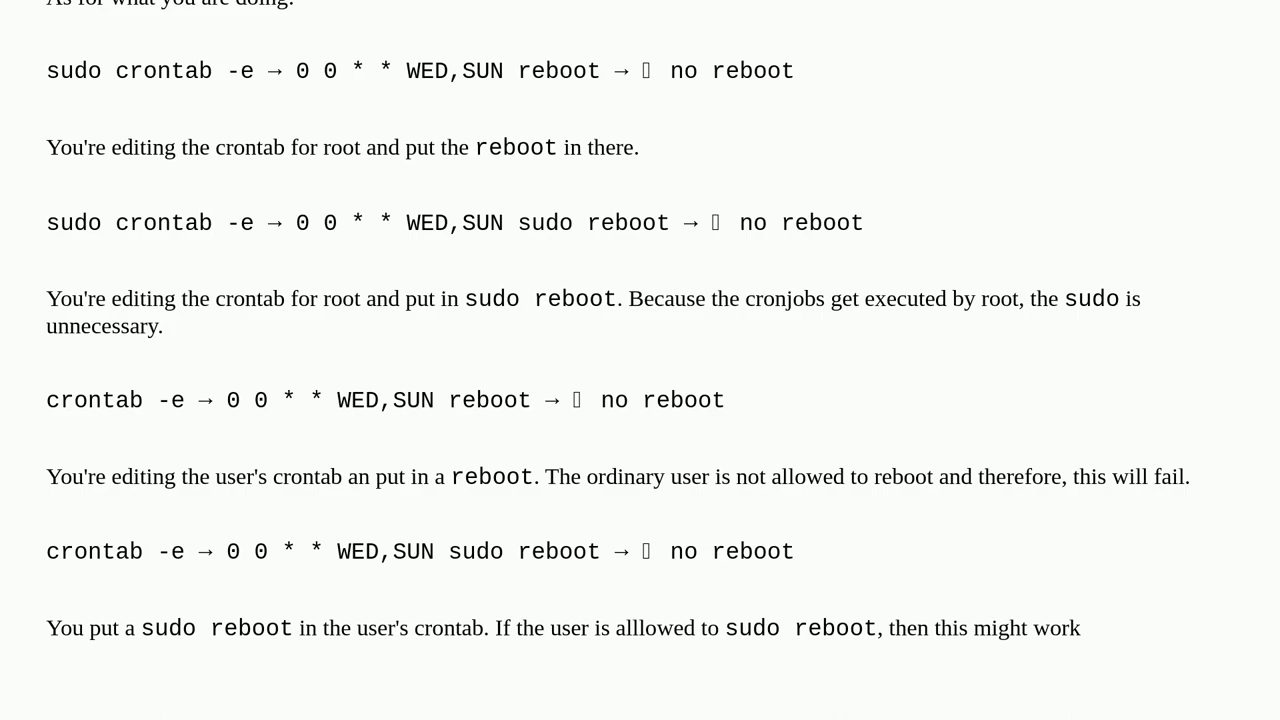 As for what you are doing:
sudo crontab -e → 0 0 * * WED,SUN reboot → no reboot
You're editing the crontab for root and put the reboot in there.
sudo crontab -e → 0 0 * * WED,SUN sudo reboot → no reboot
You're editing the crontab for root and put in sudo reboot. Because the cronjobs get executed by root, the sudo is
unnecessary.
crontab -e → 0 0 * * WED,SUN reboot → no reboot
You're editing the user's crontab an put in a reboot. The ordinary user is not allowed to reboot and therefore, this will fail.
crontab -e → 0 0 * * WED,SUN sudo reboot → no reboot
You put a sudo reboot in the user's crontab. If the user is alllowed to sudo reboot, then this might work